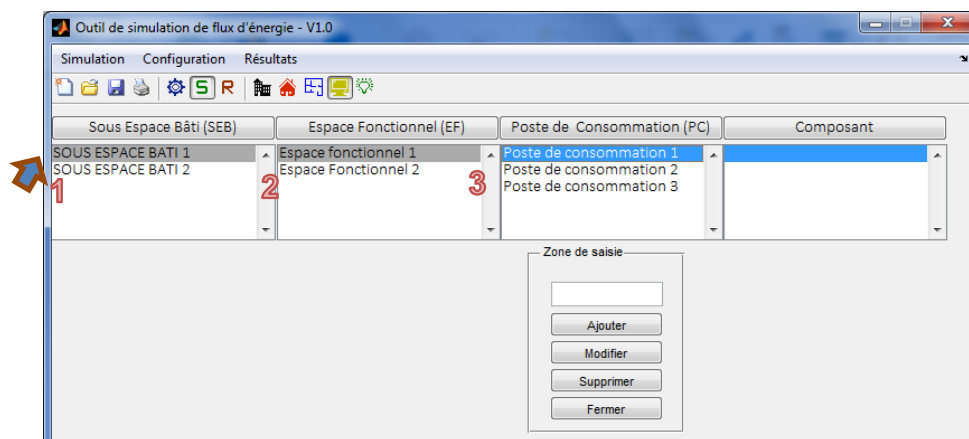 Outil de simulation de flux d'énergie - V1.0
Simulation Configuration Résultats
S R
Sous Espace Bâti (SEB) Espace Fonctionnel (EF) Poste de Consommation (PC) Composant
SOUS ESPACE BATI 1 Espace fonctionnel 1 Poste de consommation 1
SOUS ESPACE BATI 2 Espace Fonctionnel 2 Poste de consommation 2
1 2 3 Poste de consommation 3
Zone de saisie
Ajouter
Modifier
Supprimer
Fermer